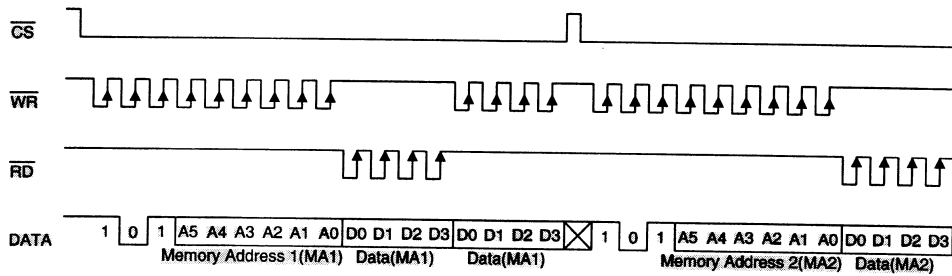 CS
WR
RD
DATA 1 0 1 A5 A4 A3 A2 A1 A0 D0 D1 D2 D3 D0 D1 D2 D3 1 0 1 A5 A4 A3 A2 A1 A0 D0 D1 D2 D3
Memory Address 1(MA1) Data(MA1) Data(MA1) Memory Address 2(MA2) Data(MA2)